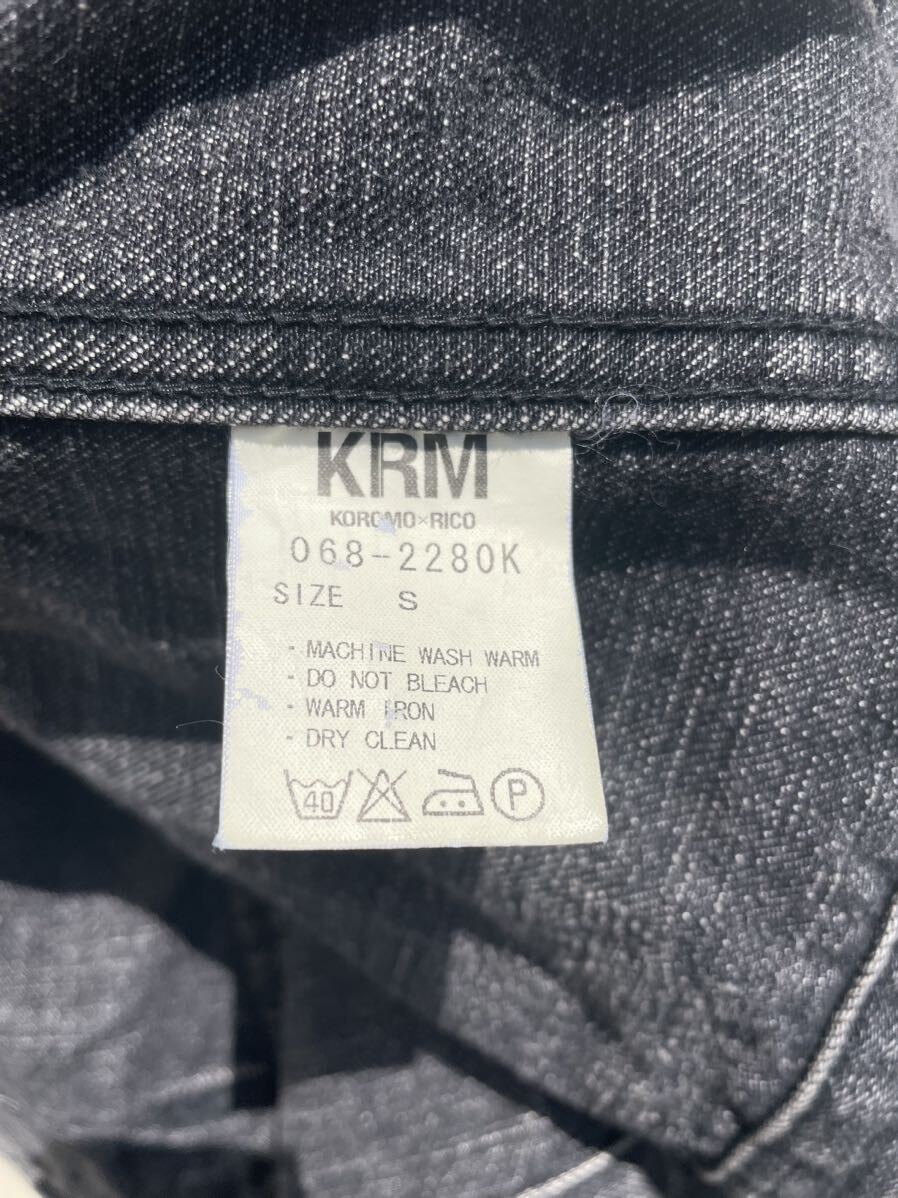 KRM
KOROMO×RICO
068-2280K
SIZE S
- MACHINE WASH WARM
- DO NOT BLEACH
- WARM IRON
- DRY CLEAN
40 P